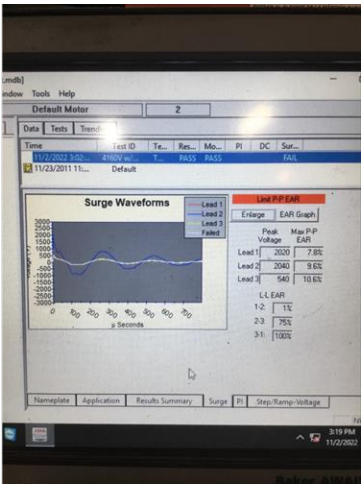 t.mdb]
indow Tools Help
Default Motor 2
Data Tests Trend
Time Test ID Te... Res... Mo... PI DC Sur...
11/2/2022 3:02:... 4160V w/... T... PASS PASS FAIL
11/23/2011 11:... Default
Surge Waveforms
Lead 1
Lead 2
Lead 3
Failed
3000
2500
2000
1500
1000
500
0
-500
-1000
-1500
-2000
-2500
-3000
0 100 200 300 400 500 600 700
µ Seconds
Limit P-P EAR
Enlarge EAR Graph
Peak Voltage Max P-P EAR
Lead 1 2020 7.8%
Lead 2 2040 9.6%
Lead 3 540 10.6%
L-L EAR
1-2: 1%
2-3: 75%
3-1: 100%
Nameplate Application Results Summary Surge PI Step/Ramp-Voltage
3:19 PM
11/2/2022
Baker